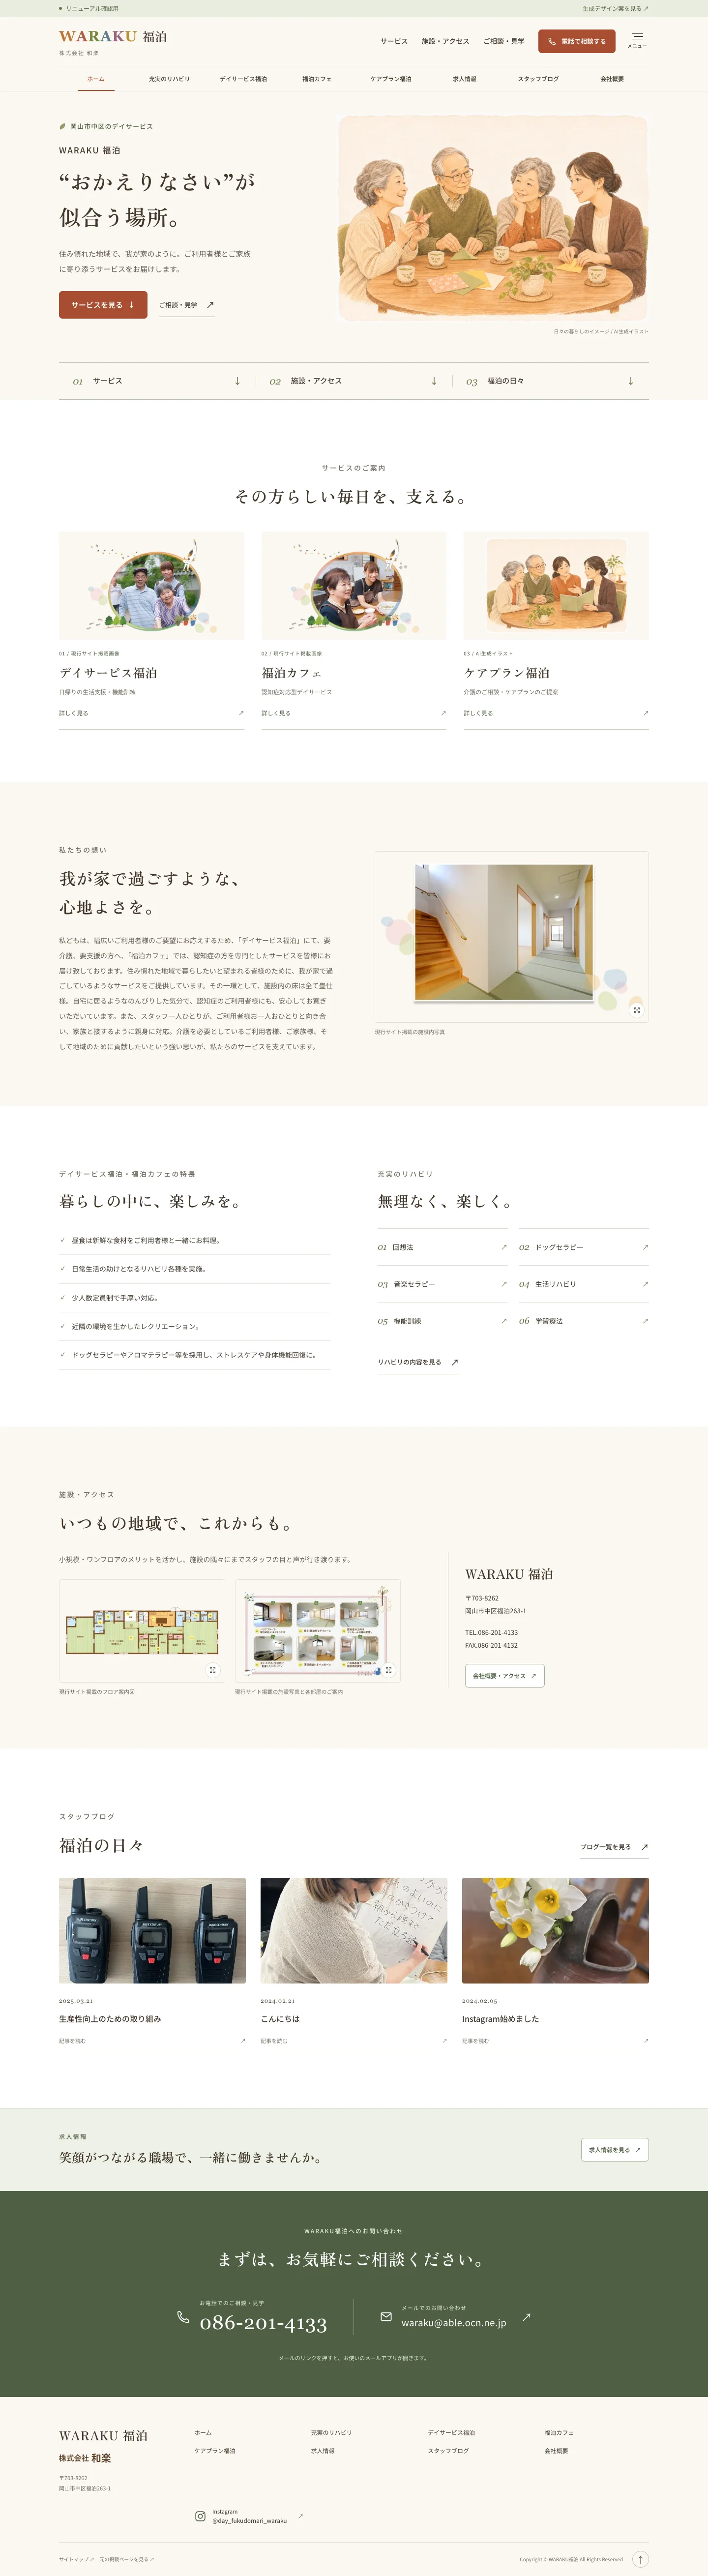 リニューアル確認用
生成デザイン案を見る ↗
WARAKU 福泊
株式会社 和楽
サービス
施設・アクセス
ご相談・見学
電話で相談する
メニュー
ホーム
充実のリハビリ
デイサービス福泊
福泊カフェ
ケアプラン福泊
求人情報
スタッフブログ
会社概要
岡山市中区のデイサービス
WARAKU 福泊
“おかえりなさい”が
似合う場所。
住み慣れた地域で、我が家のように。ご利用者様とご家族
に寄り添うサービスをお届けします。
サービスを見る ↓
ご相談・見学 ↗
日々の暮らしのイメージ / AI生成イラスト
01 サービス ↓
02 施設・アクセス ↓
03 福泊の日々 ↓
サービスのご案内
その方らしい毎日を、支える。
01 / 現行サイト掲載画像
デイサービス福泊
日帰りの生活支援・機能訓練
詳しく見る ↗
02 / 現行サイト掲載画像
福泊カフェ
認知症対応型デイサービス
詳しく見る ↗
03 / AI生成イラスト
ケアプラン福泊
介護のご相談・ケアプランのご提案
詳しく見る ↗
私たちの想い
我が家で過ごすような、
心地よさを。
私どもは、幅広いご利用者様のご要望にお応えするため、「デイサービス福泊」にて、要
介護、要支援の方へ、「福泊カフェ」では、認知症の方を専門としたサービスを皆様にお
届け致しております。住み慣れた地域で暮らしたいと望まれる皆様のために、我が家で過
ごしているようなサービスをご提供しています。その一環として、施設内の床は全て畳仕
様。自宅に居るようなのんびりした気分で、認知症のご利用者様にも、安心してお寛ぎ
いただいています。また、スタッフ一人ひとりが、ご利用者様お一人おひとりと向き合
い、家族と接するように親身に対応。介護を必要としているご利用者様、ご家族様、そ
して地域のために貢献したいという強い思いが、私たちのサービスを支えています。
現行サイト掲載の施設内写真
デイサービス福泊・福泊カフェの特長
暮らしの中に、楽しみを。
✓ 昼食は新鮮な食材をご利用者様と一緒にお料理。
✓ 日常生活の助けとなるリハビリ各種を実施。
✓ 少人数定員制で手厚い対応。
✓ 近隣の環境を生かしたレクリエーション。
✓ ドッグセラピーやアロマテラピー等を採用し、ストレスケアや身体機能回復に。
充実のリハビリ
無理なく、楽しく。
01 回想法 ↗
02 ドッグセラピー ↗
03 音楽セラピー ↗
04 生活リハビリ ↗
05 機能訓練 ↗
06 学習療法 ↗
リハビリの内容を見る ↗
施設・アクセス
いつもの地域で、これからも。
小規模・ワンフロアのメリットを活かし、施設の隅々にまでスタッフの目と声が行き渡ります。
現行サイト掲載のフロア案内図
現行サイト掲載の施設写真と各部屋のご案内
WARAKU 福泊
〒703-8262
岡山市中区福泊263-1
TEL.086-201-4133
FAX.086-201-4132
会社概要・アクセス ↗
スタッフブログ
福泊の日々
ブログ一覧を見る ↗
2025.03.21
生産性向上のための取り組み
記事を読む ↗
2024.02.21
こんにちは
記事を読む ↗
2024.02.05
Instagram始めました
記事を読む ↗
求人情報
笑顔がつながる職場で、一緒に働きませんか。
求人情報を見る ↗
WARAKU福泊へのお問い合わせ
まずは、お気軽にご相談ください。
お電話でのご相談・見学
086-201-4133
メールでのお問い合わせ
waraku@able.ocn.ne.jp ↗
メールのリンクを押すと、お使いのメールアプリが開きます。
WARAKU 福泊
株式会社 和楽
〒703-8262
岡山市中区福泊263-1
ホーム
充実のリハビリ
デイサービス福泊
福泊カフェ
ケアプラン福泊
求人情報
スタッフブログ
会社概要
Instagram
@day_fukudomari_waraku ↗
サイトマップ ↗
元の掲載ページを見る ↗
Copyright © WARAKU福泊 All Rights Reserved.
↑